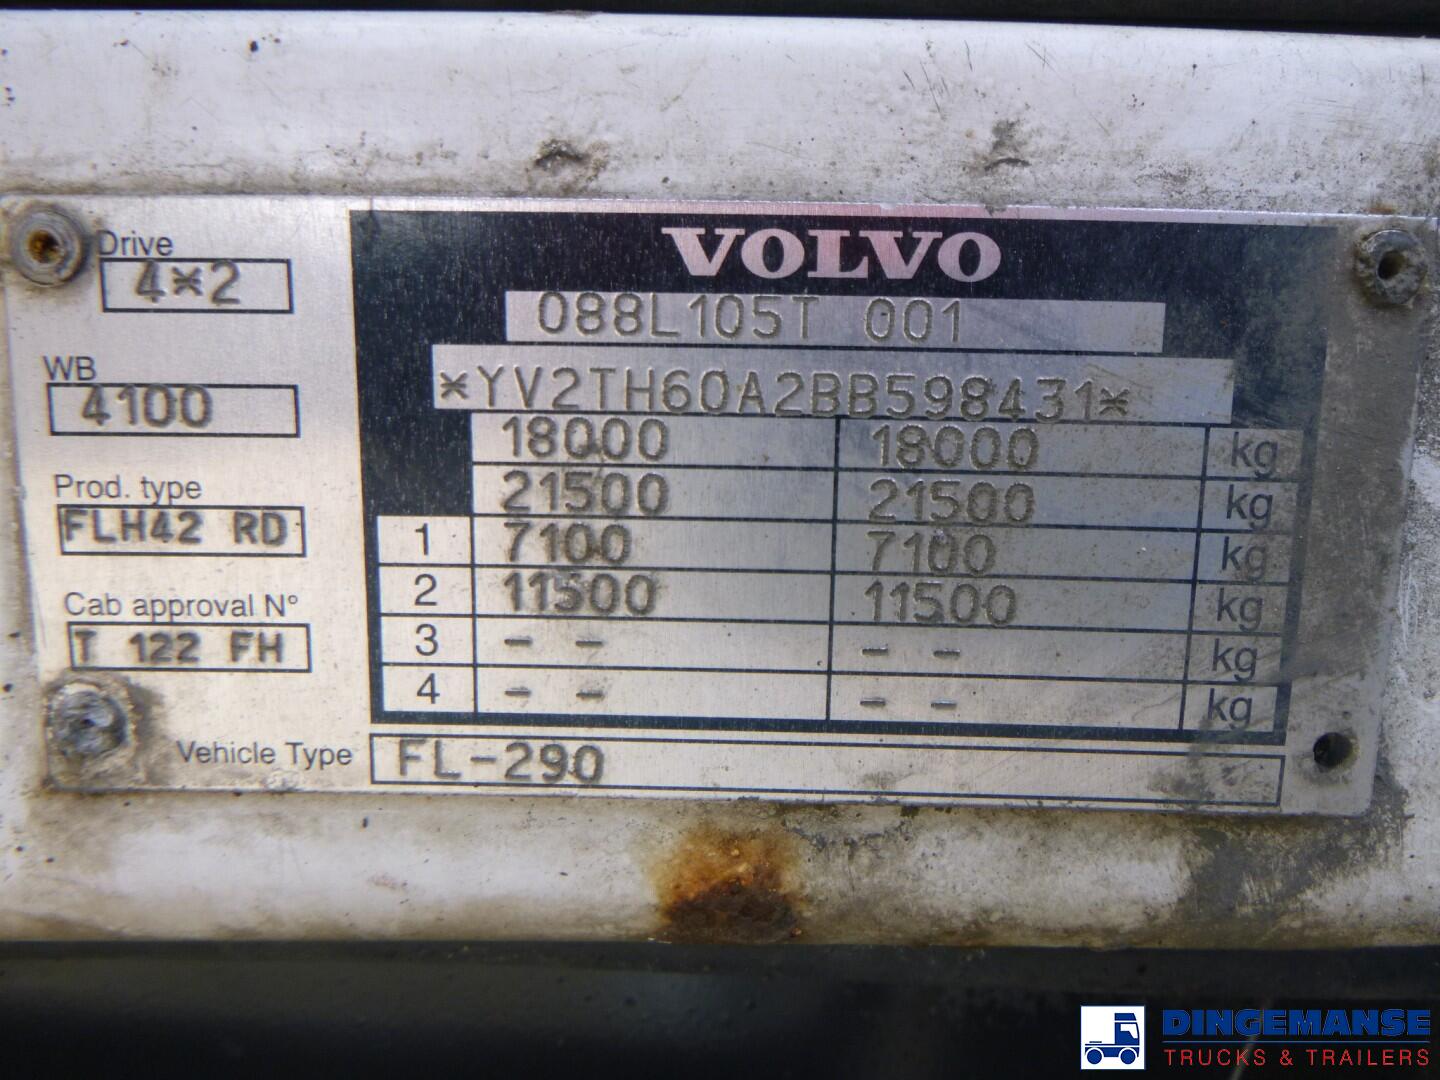 VOLVO
Drive
4*2
088L105T 001
WB
4100
*YV2TH60A2BB598431*
18000 18000 kg
21500 21500 kg
Prod. type
FLH42 RD
1 7100 7100 kg
2 11500 11500 kg
Cab approval N°
T 122 FH
3 - - - - kg
4 - - - - kg
Vehicle Type FL-290
DINGEMANSE
TRUCKS & TRAILERS